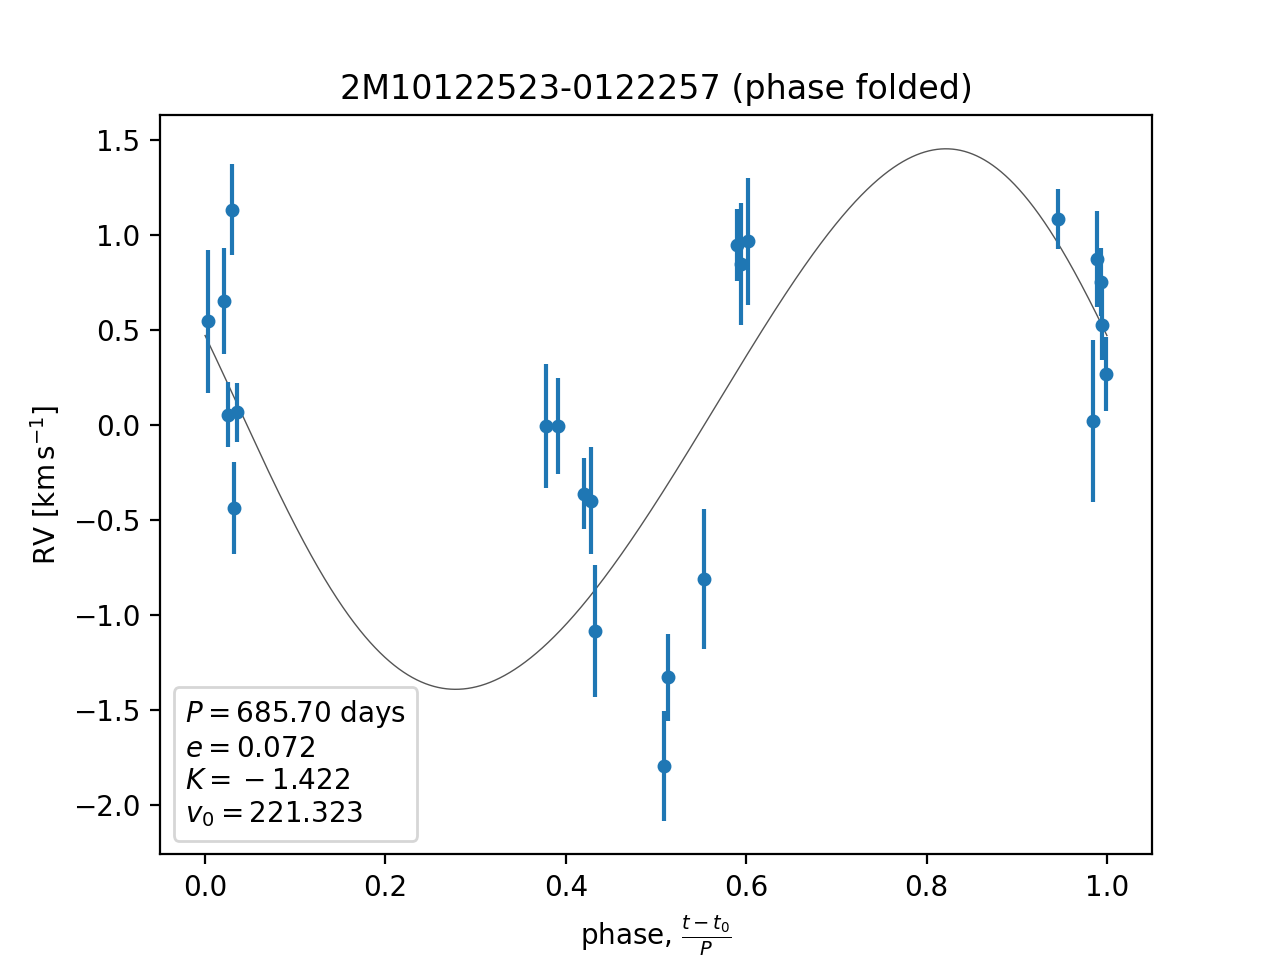 2M10122523-0122257 (phase folded)
RV [km s⁻¹]
1.5
1.0
0.5
0.0
−0.5
−1.0
−1.5
−2.0
P = 685.70 days
e = 0.072
K = −1.422
v₀ = 221.323
0.0 0.2 0.4 0.6 0.8 1.0
phase, (t − t₀)/P